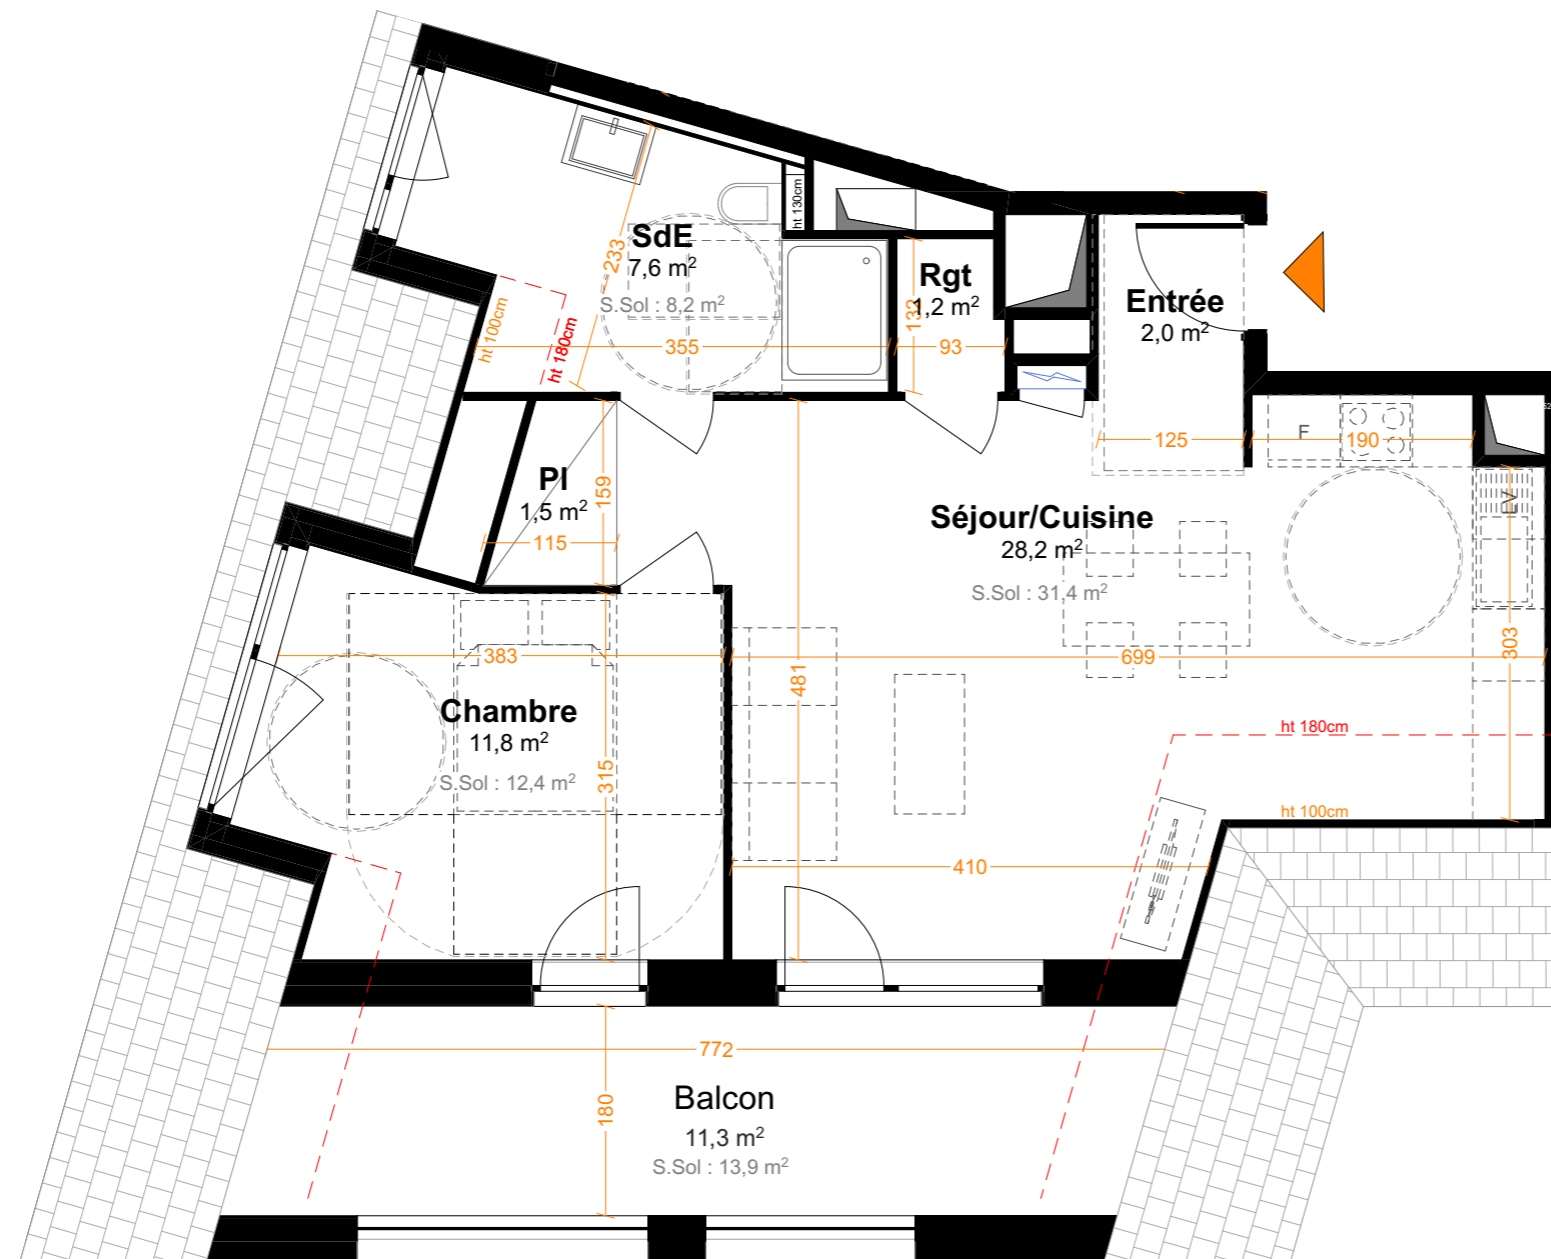 ht 130cm
SdE
7,6 m²
S.Sol : 8,2 m²
233
ht 100cm
ht 180cm
355
Rgt
1,2 m²
132
93
Entrée
2,0 m²
125
F
190
EV
Pl
1,5 m²
159
115
Séjour/Cuisine
28,2 m²
S.Sol : 31,4 m²
303
383
699
481
Chambre
11,8 m²
S.Sol : 12,4 m²
315
ht 180cm
ht 100cm
410
772
Balcon
11,3 m²
S.Sol : 13,9 m²
180